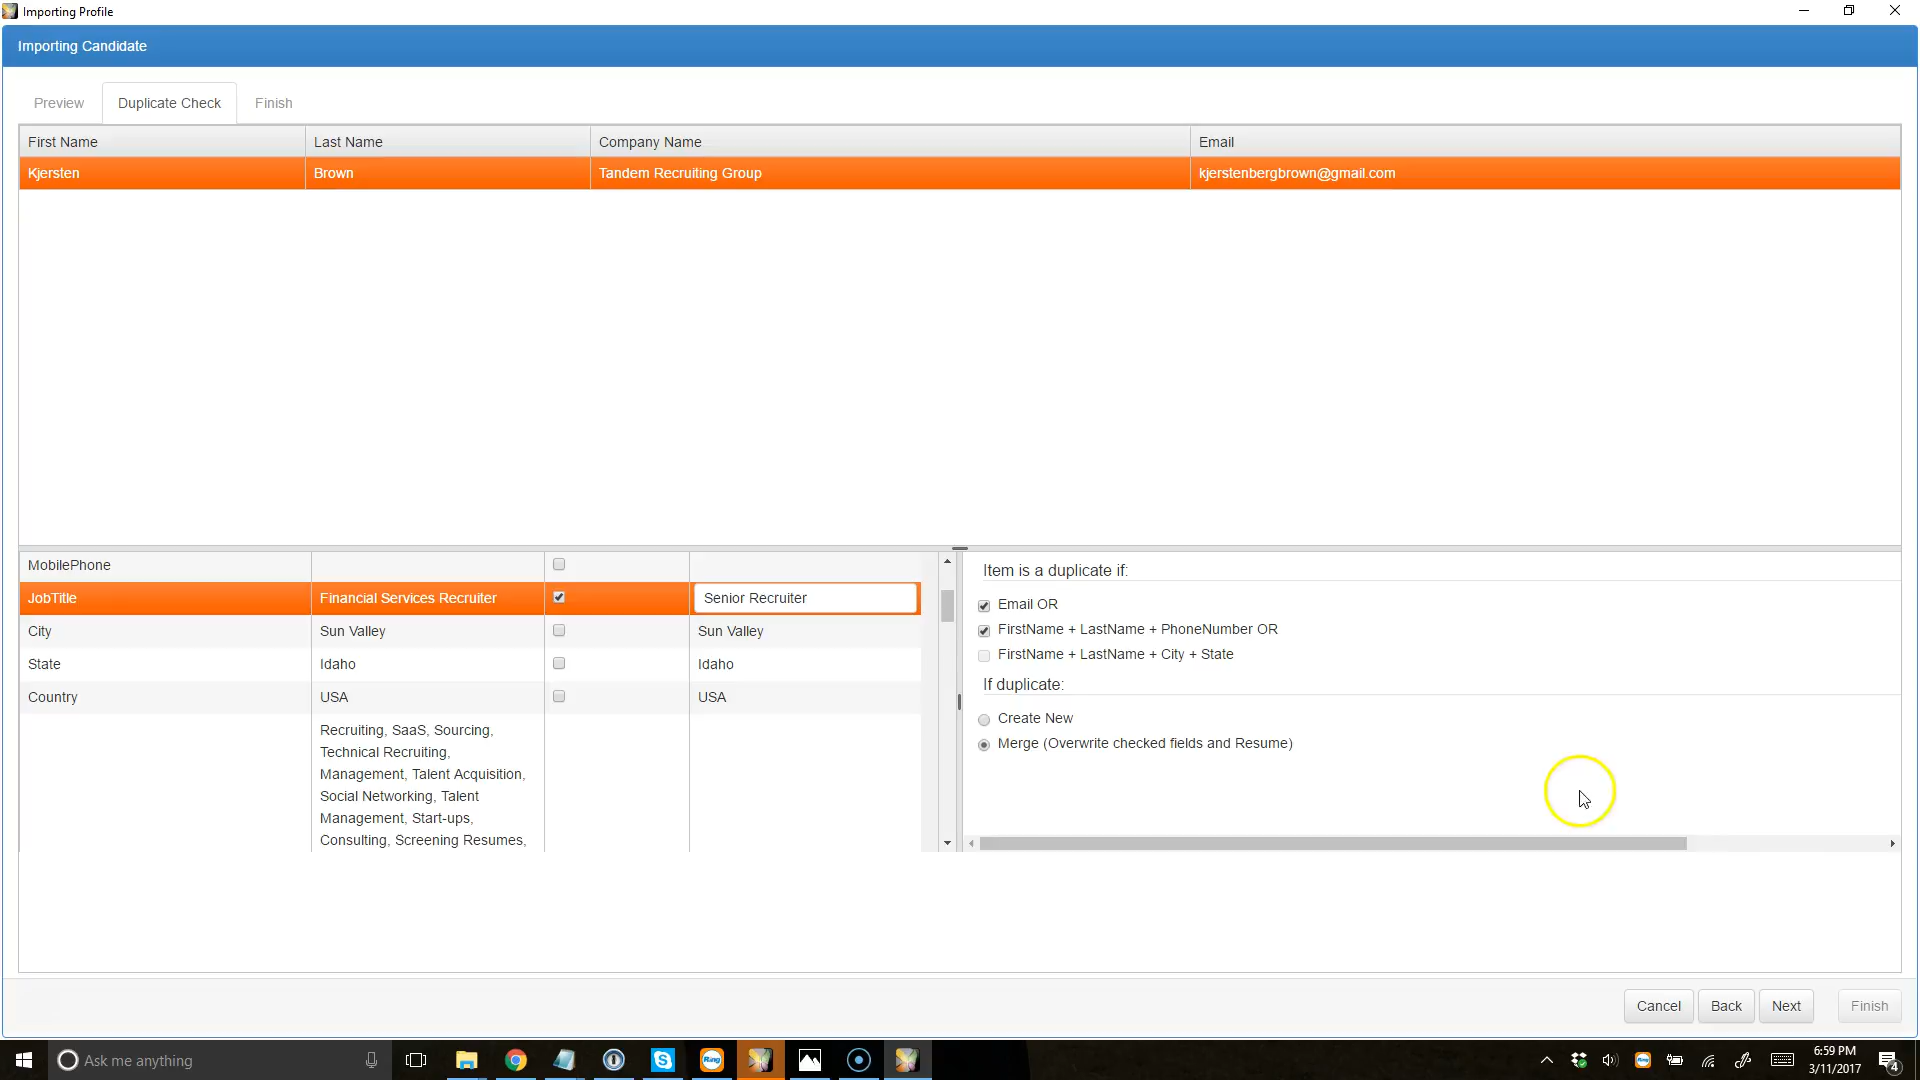 Importing Profile
Importing Candidate
Preview Duplicate Check Finish
First Name Last Name Company Name Email
Kjersten Brown Tandem Recruiting Group kjerstenbergbrown@gmail.com
MobilePhone
JobTitle Financial Services Recruiter Senior Recruiter
City Sun Valley Sun Valley
State Idaho Idaho
Country USA USA
Recruiting, SaaS, Sourcing,
Technical Recruiting,
Management, Talent Acquisition,
Social Networking, Talent
Management, Start-ups,
Consulting, Screening Resumes,
Item is a duplicate if:
Email OR
FirstName + LastName + PhoneNumber OR
FirstName + LastName + City + State
If duplicate:
Create New
Merge (Overwrite checked fields and Resume)
Cancel Back Next Finish
Ask me anything
Ring
6:59 PM
3/11/2017
4